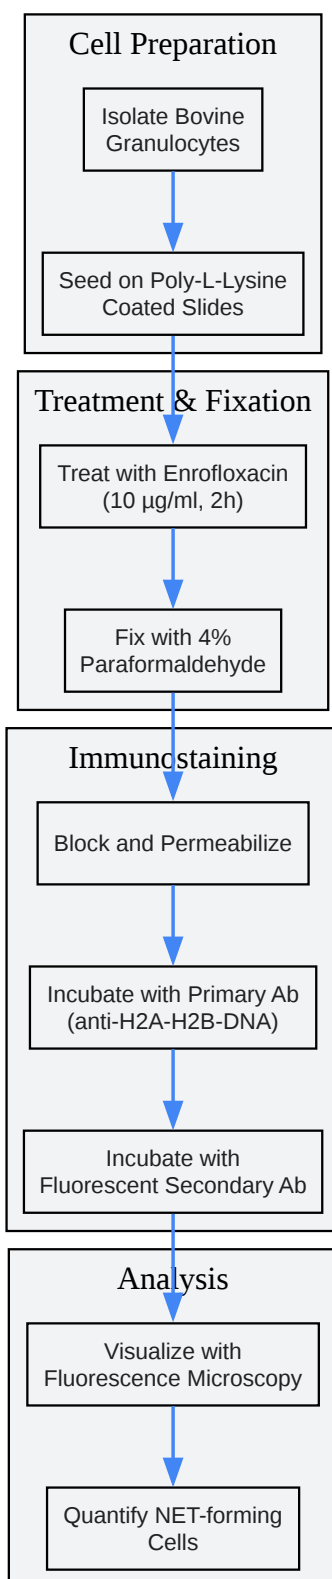 Cell Preparation
Isolate Bovine
Granulocytes
Seed on Poly-L-Lysine
Coated Slides
Treatment & Fixation
Treat with Enrofloxacin
(10 µg/ml, 2h)
Fix with 4%
Paraformaldehyde
Immunostaining
Block and Permeabilize
Incubate with Primary Ab
(anti-H2A-H2B-DNA)
Incubate with
Fluorescent Secondary Ab
Analysis
Visualize with
Fluorescence Microscopy
Quantify NET-forming
Cells